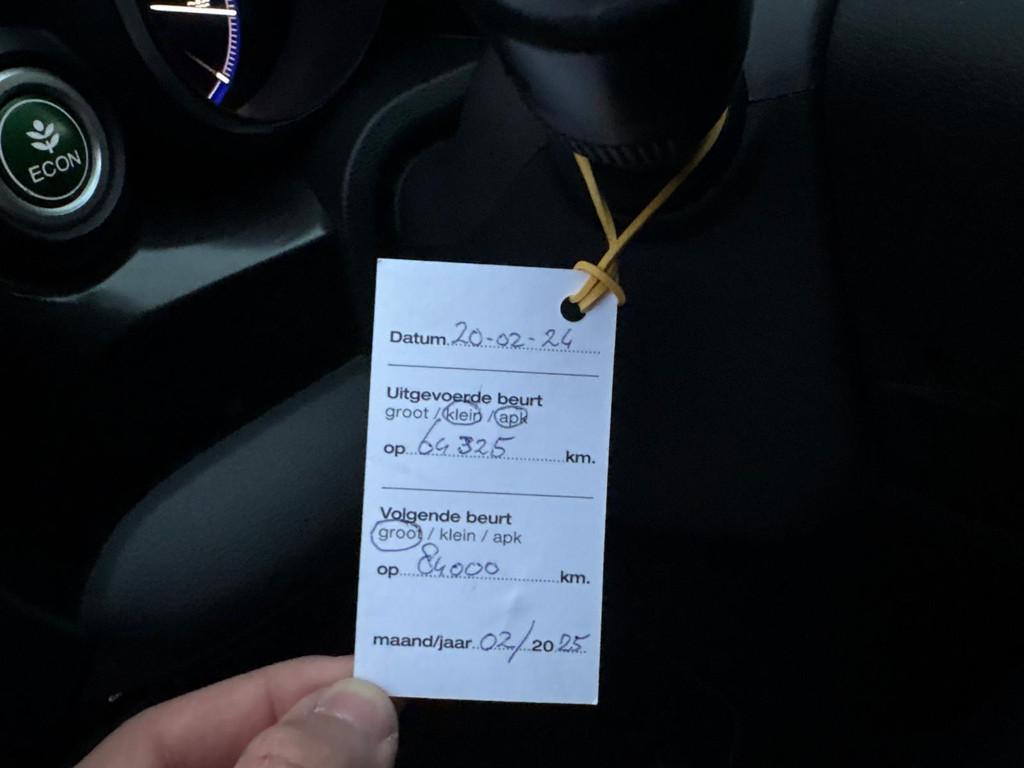 ECON
Datum 20-02-24
Uitgevoerde beurt
groot / klein / apk
op 64325 km.
Volgende beurt
groot / klein / apk
op 84000 km.
maand/jaar 02/2025